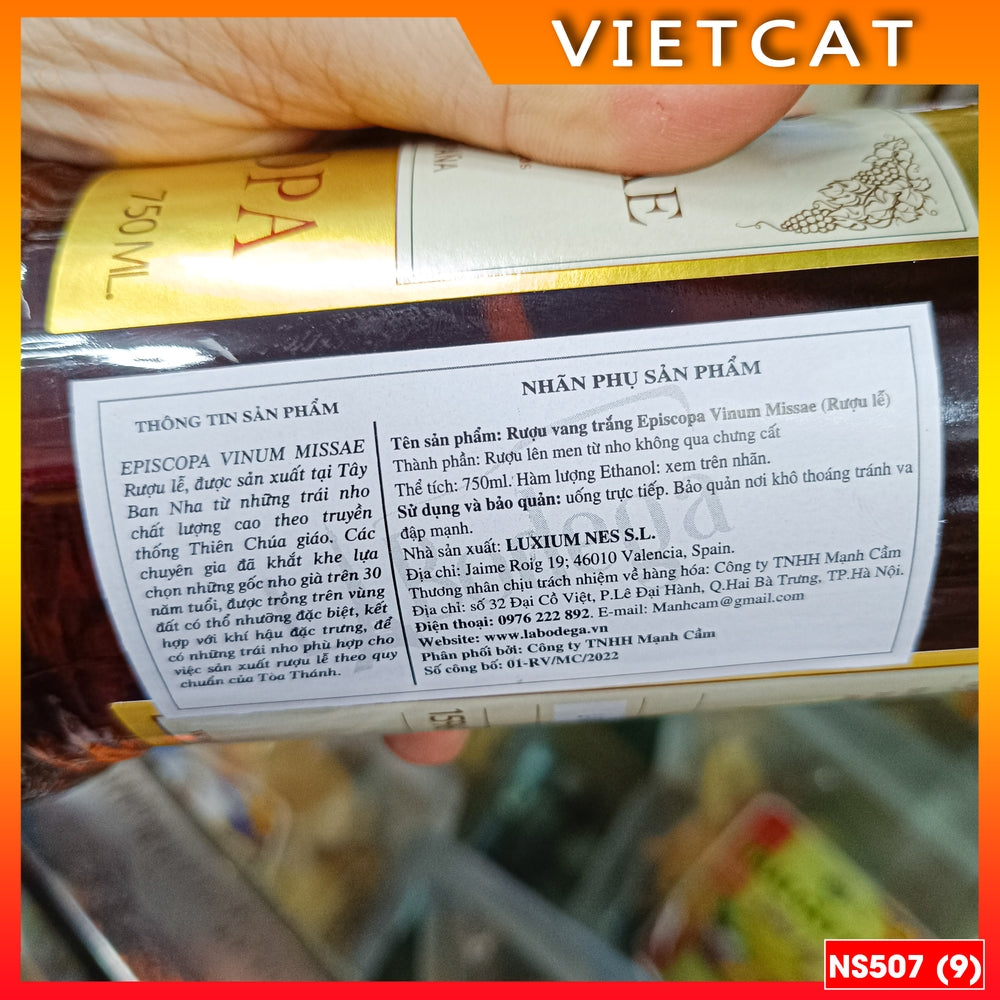 VIETCAT
OPA
750 ML.
AÑA
AE
THÔNG TIN SẢN PHẨM
EPISCOPA VINUM MISSAE
Rượu lễ, được sản xuất tại Tây
Ban Nha từ những trái nho
chất lượng cao theo truyền
thống Thiên Chúa giáo. Các
chuyên gia đã khắt khe lựa
chọn những gốc nho già trên 30
năm tuổi, được trồng trên vùng
đất có thổ nhưỡng đặc biệt, kết
hợp với khí hậu đặc trưng, để
có những trái nho phù hợp cho
việc sản xuất rượu lễ theo quy
chuẩn của Tòa Thánh.
NHÃN PHỤ SẢN PHẨM
Tên sản phẩm: Rượu vang trắng Episcopa Vinum Missae (Rượu lễ)
Thành phần: Rượu lên men từ nho không qua chưng cất
Thể tích: 750ml. Hàm lượng Ethanol: xem trên nhãn.
Sử dụng và bảo quản: uống trực tiếp. Bảo quản nơi khô thoáng tránh va
đập mạnh.
Nhà sản xuất: LUXIUM NES S.L.
Địa chỉ: Jaime Roig 19; 46010 Valencia, Spain.
Thương nhân chịu trách nhiệm về hàng hóa: Công ty TNHH Mạnh Cầm
Địa chỉ: số 32 Đại Cồ Việt, P.Lê Đại Hành, Q.Hai Bà Trưng, TP.Hà Nội.
Điện thoại: 0976 222 892. E-mail: Manhcam@gmail.com
Website: www.labodega.vn
Phân phối bởi: Công ty TNHH Mạnh Cầm
Số công bố: 01-RV/MC/2022
NS507 (9)